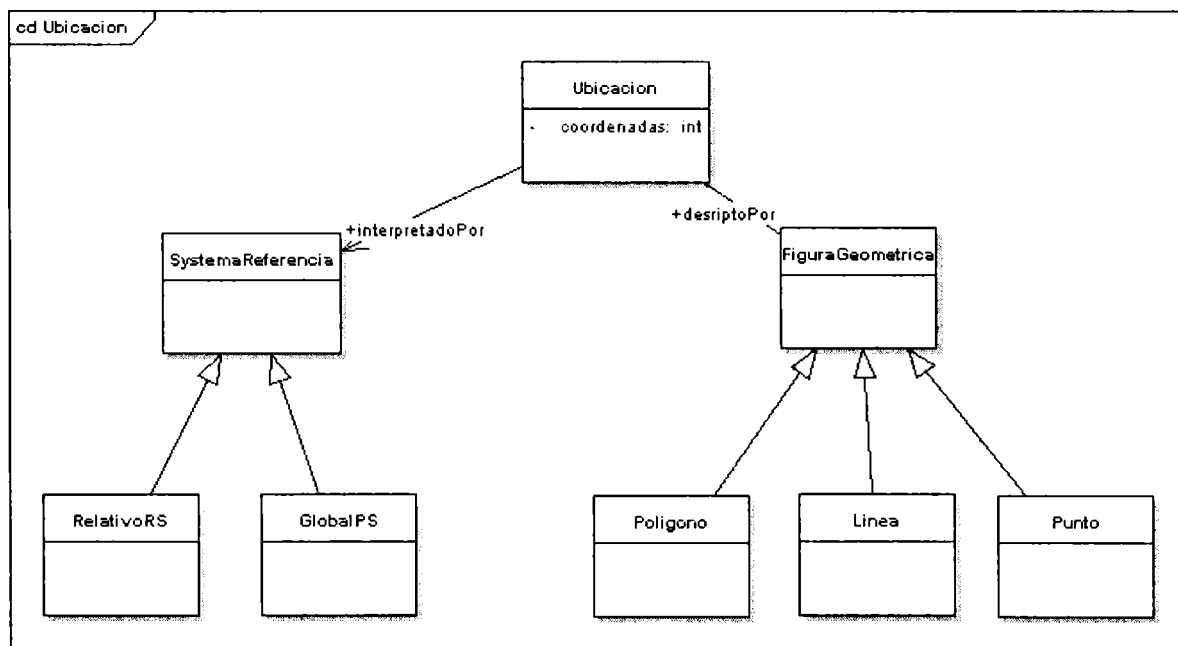 cd Ubicacion
Ubicacion
- coordenadas: int
+interpretadoPor
+desriptoPor
SystemaReferencia
FiguraGeometrica
RelativoRS
GlobalPS
Poligono
Linea
Punto